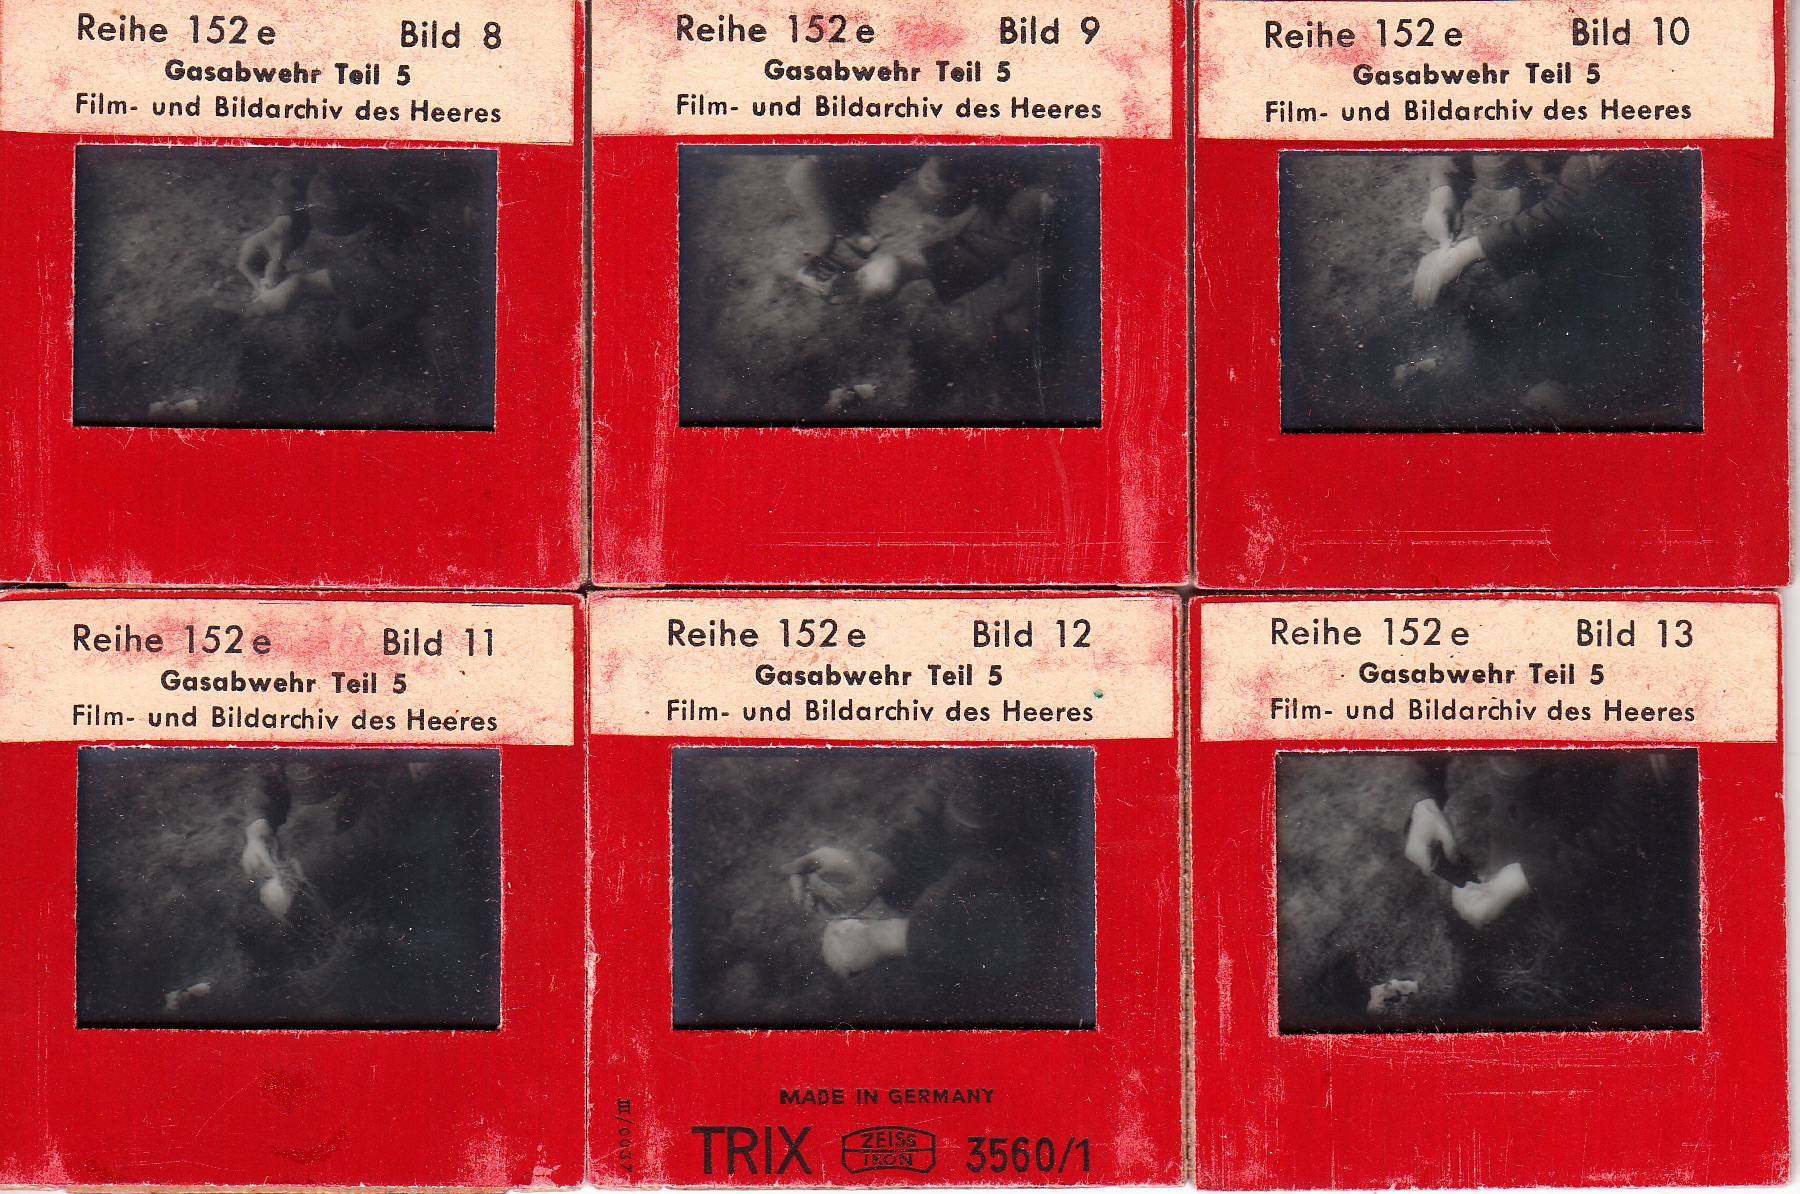 Reihe 152e Bild 8
Gasabwehr Teil 5
Film- und Bildarchiv des Heeres
Reihe 152e Bild 9
Gasabwehr Teil 5
Film- und Bildarchiv des Heeres
Reihe 152e Bild 10
Gasabwehr Teil 5
Film- und Bildarchiv des Heeres
Reihe 152e Bild 11
Gasabwehr Teil 5
Film- und Bildarchiv des Heeres
Reihe 152e Bild 12
Gasabwehr Teil 5
Film- und Bildarchiv des Heeres
MADE IN GERMANY
TRIX ZEISS IKON 3560/1
III/0037
Reihe 152e Bild 13
Gasabwehr Teil 5
Film- und Bildarchiv des Heeres